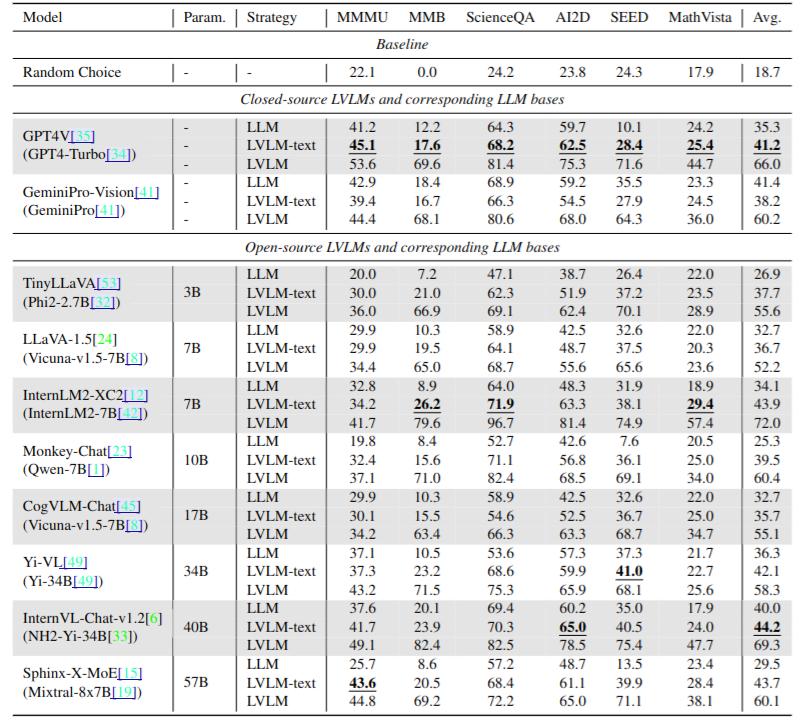 Model Param. Strategy MMMU MMB ScienceQA AI2D SEED MathVista Avg.
Baseline
Random Choice - - 22.1 0.0 24.2 23.8 24.3 17.9 18.7
Closed-source LVLMs and corresponding LLM bases
GPT4V[35]
(GPT4-Turbo[34])
- LLM 41.2 12.2 64.3 59.7 10.1 24.2 35.3
- LVLM-text 45.1 17.6 68.2 62.5 28.4 25.4 41.2
- LVLM 53.6 69.6 81.4 75.3 71.6 44.7 66.0
GeminiPro-Vision[41]
(GeminiPro[41])
- LLM 42.9 18.4 68.9 59.2 35.5 23.3 41.4
- LVLM-text 39.4 16.7 66.3 54.5 27.9 24.5 38.2
- LVLM 44.4 68.1 80.6 68.0 64.3 36.0 60.2
Open-source LVLMs and corresponding LLM bases
TinyLLaVA[53]
(Phi2-2.7B[32])
3B
LLM 20.0 7.2 47.1 38.7 26.4 22.0 26.9
LVLM-text 30.0 21.0 62.3 51.9 37.2 23.5 37.7
LVLM 36.0 66.9 69.1 62.4 70.1 28.9 55.6
LLaVA-1.5[24]
(Vicuna-v1.5-7B[8])
7B
LLM 29.9 10.3 58.9 42.5 32.6 22.0 32.7
LVLM-text 29.9 19.5 64.1 48.7 37.5 20.3 36.7
LVLM 34.4 65.0 68.7 55.6 65.6 23.6 52.2
InternLM2-XC2[12]
(InternLM2-7B[42])
7B
LLM 32.8 8.9 64.0 48.3 31.9 18.9 34.1
LVLM-text 34.2 26.2 71.9 63.3 38.1 29.4 43.9
LVLM 41.7 79.6 96.7 81.4 74.9 57.4 72.0
Monkey-Chat[23]
(Qwen-7B[1])
10B
LLM 19.8 8.4 52.7 42.6 7.6 20.5 25.3
LVLM-text 32.4 15.6 71.1 56.8 36.1 25.0 39.5
LVLM 37.1 71.0 82.4 68.5 69.1 34.0 60.4
CogVLM-Chat[45]
(Vicuna-v1.5-7B[8])
17B
LLM 29.9 10.3 58.9 42.5 32.6 22.0 32.7
LVLM-text 30.1 15.5 54.6 52.5 36.7 25.0 35.7
LVLM 34.2 63.4 66.3 63.3 68.7 34.7 55.1
Yi-VL[49]
(Yi-34B[49])
34B
LLM 37.1 10.5 53.6 57.3 37.3 21.7 36.3
LVLM-text 37.3 23.2 68.6 59.9 41.0 22.7 42.1
LVLM 43.2 71.5 75.3 65.9 68.1 25.6 58.3
InternVL-Chat-v1.2[6]
(NH2-Yi-34B[33])
40B
LLM 37.6 20.1 69.4 60.2 35.0 17.9 40.0
LVLM-text 41.7 23.9 70.3 65.0 40.5 24.0 44.2
LVLM 49.1 82.4 82.5 78.5 75.4 47.7 69.3
Sphinx-X-MoE[15]
(Mixtral-8x7B[19])
57B
LLM 25.7 8.6 57.2 48.7 13.5 23.4 29.5
LVLM-text 43.6 20.5 68.4 61.1 39.9 28.4 43.7
LVLM 44.8 69.2 72.2 65.0 71.1 38.1 60.1